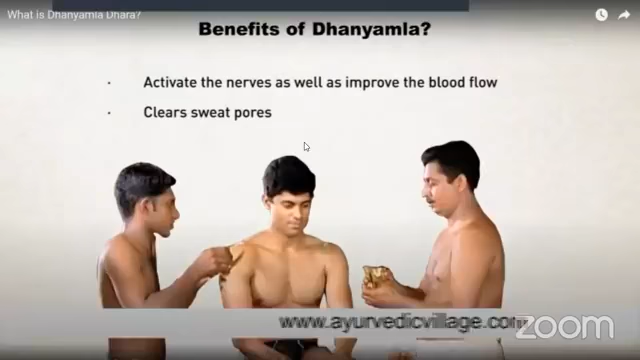 What is Dhanyamla Dhara?
Benefits of Dhanyamla?
· Activate the nerves as well as improve the blood flow
· Clears sweat pores
www.ayurvedicvillage.com
zoom